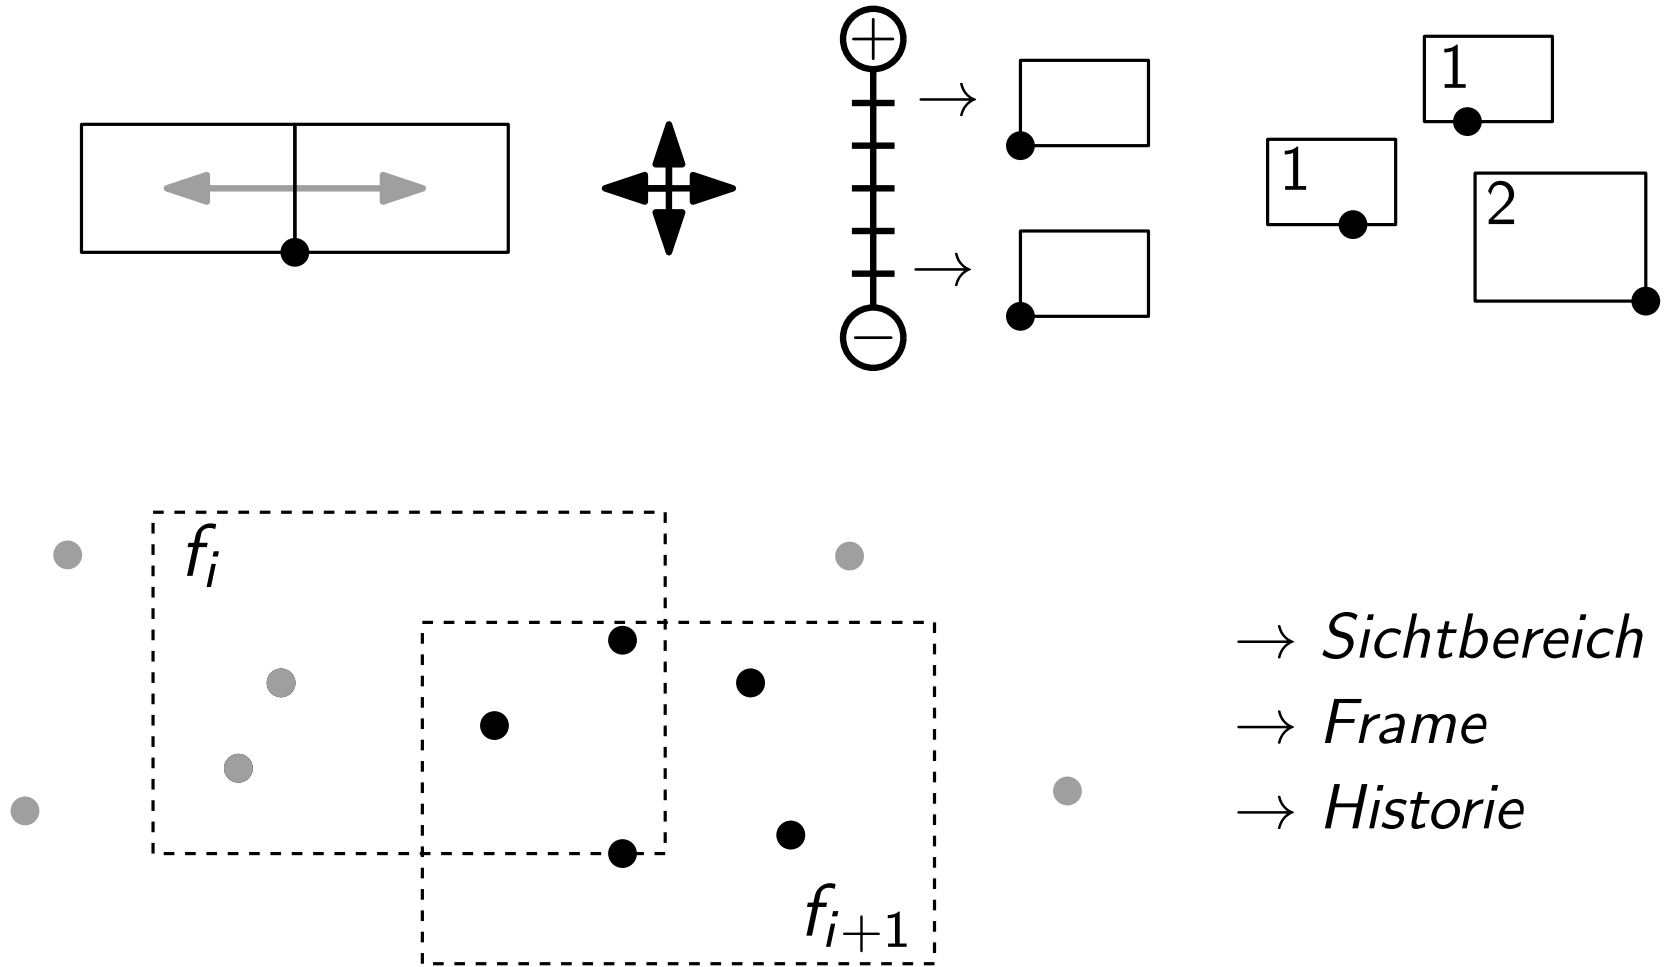 +
→
→
−
1
1
2
f_i
f_{i+1}
→ Sichtbereich
→ Frame
→ Historie